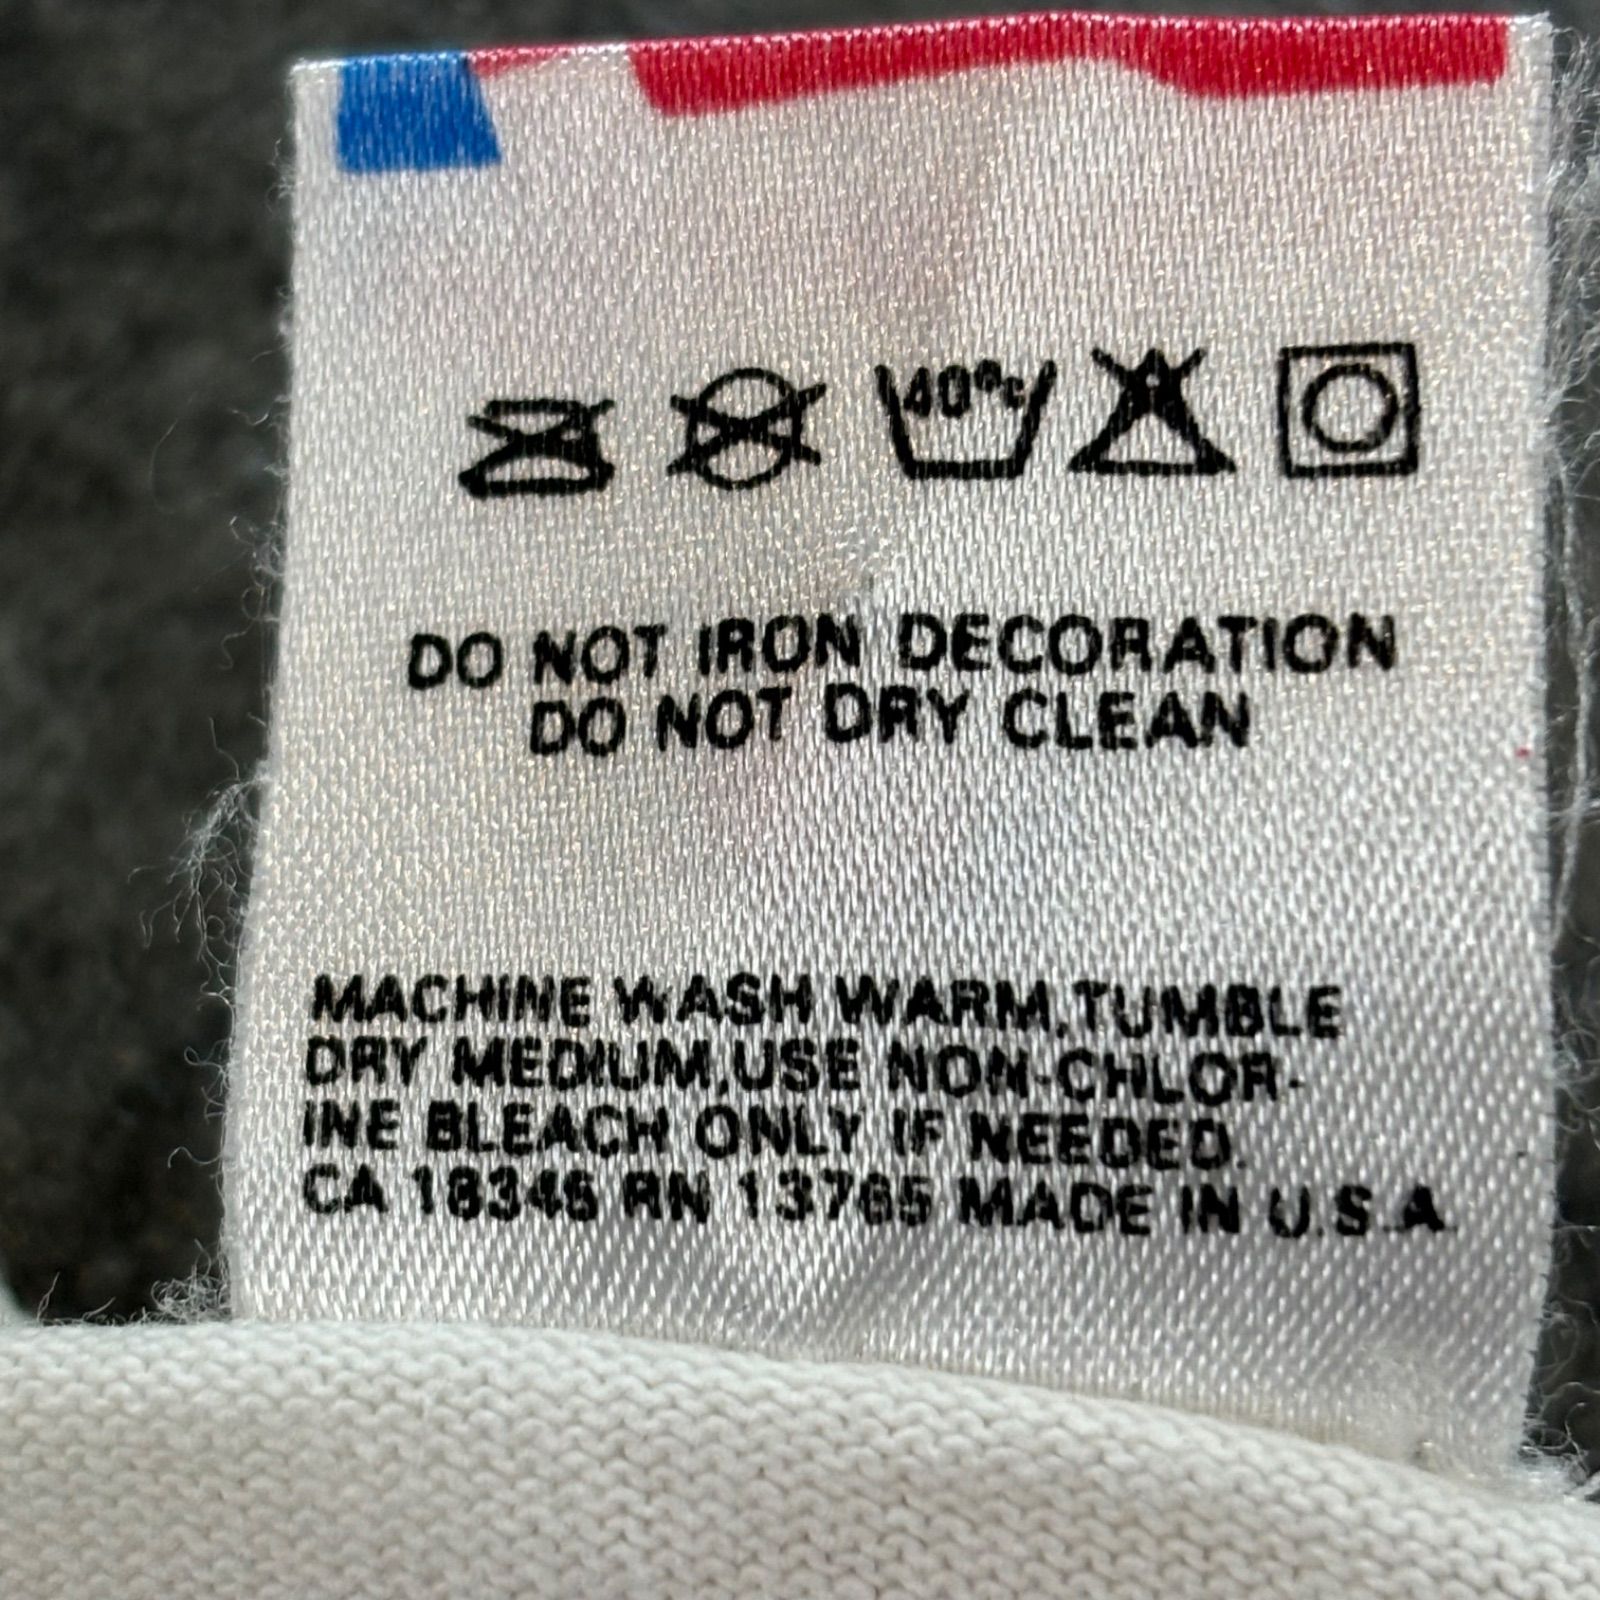 40°C
DO NOT IRON DECORATION
DO NOT DRY CLEAN
MACHINE WASH WARM,TUMBLE
DRY MEDIUM,USE NON-CHLOR-
INE BLEACH ONLY IF NEEDED.
CA 18346 RN 13765 MADE IN U.S.A.